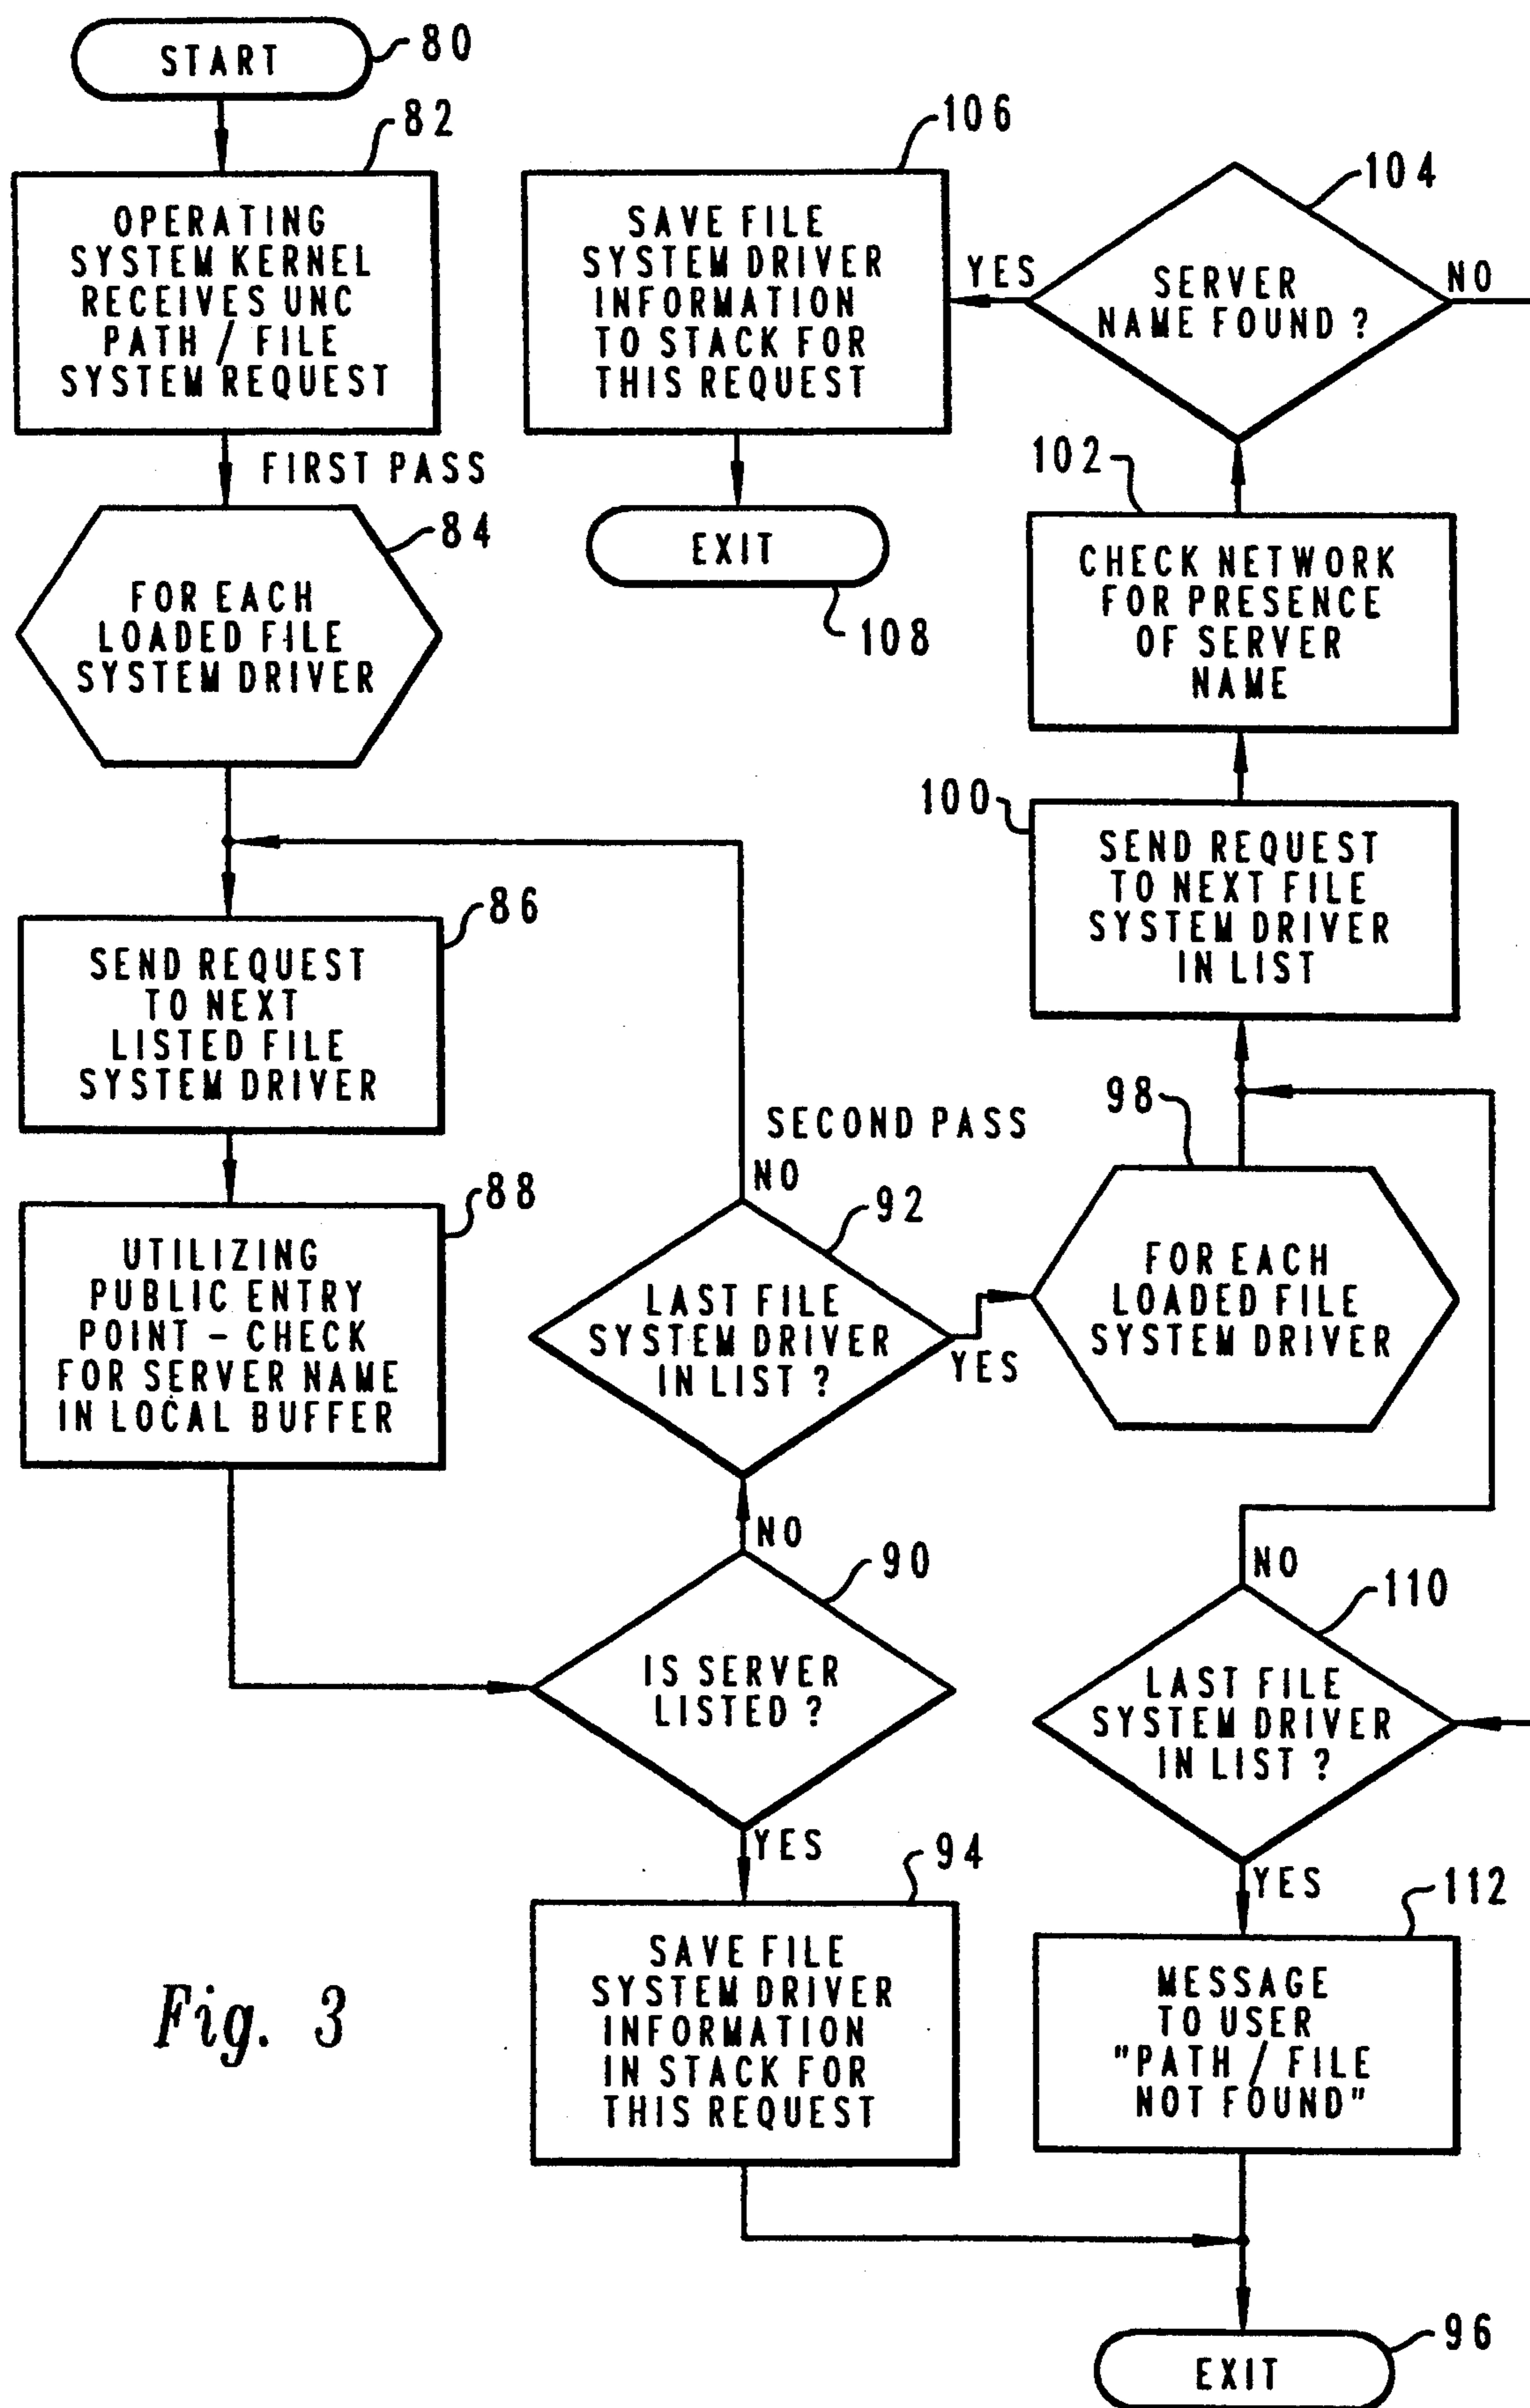 START
80
82
OPERATING
SYSTEM KERNEL
RECEIVES UNC
PATH / FILE
SYSTEM REQUEST
FIRST PASS
84
FOR EACH
LOADED FILE
SYSTEM DRIVER
86
SEND REQUEST
TO NEXT
LISTED FILE
SYSTEM DRIVER
88
UTILIZING
PUBLIC ENTRY
POINT - CHECK
FOR SERVER NAME
IN LOCAL BUFFER
90
IS SERVER
LISTED ?
NO
YES
92
LAST FILE
SYSTEM DRIVER
IN LIST ?
NO
YES
SECOND PASS
94
SAVE FILE
SYSTEM DRIVER
INFORMATION
IN STACK FOR
THIS REQUEST
98
FOR EACH
LOADED FILE
SYSTEM DRIVER
100
SEND REQUEST
TO NEXT FILE
SYSTEM DRIVER
IN LIST
102
CHECK NETWORK
FOR PRESENCE
OF SERVER
NAME
104
SERVER
NAME FOUND ?
YES
NO
106
SAVE FILE
SYSTEM DRIVER
INFORMATION
TO STACK FOR
THIS REQUEST
EXIT
108
110
LAST FILE
SYSTEM DRIVER
IN LIST ?
NO
YES
112
MESSAGE
TO USER
"PATH / FILE
NOT FOUND"
96
EXIT
Fig. 3